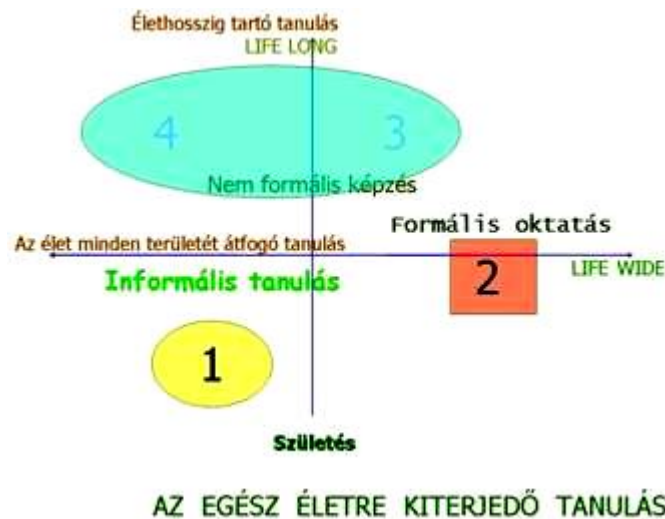 Élethosszig tartó tanulás
LIFE LONG
4
3
Nem formális képzés
Formális oktatás
Az élet minden területét átfogó tanulás
LIFE WIDE
Informális tanulás
2
1
Születés
AZ EGÉSZ ÉLETRE KITERJEDŐ TANULÁS